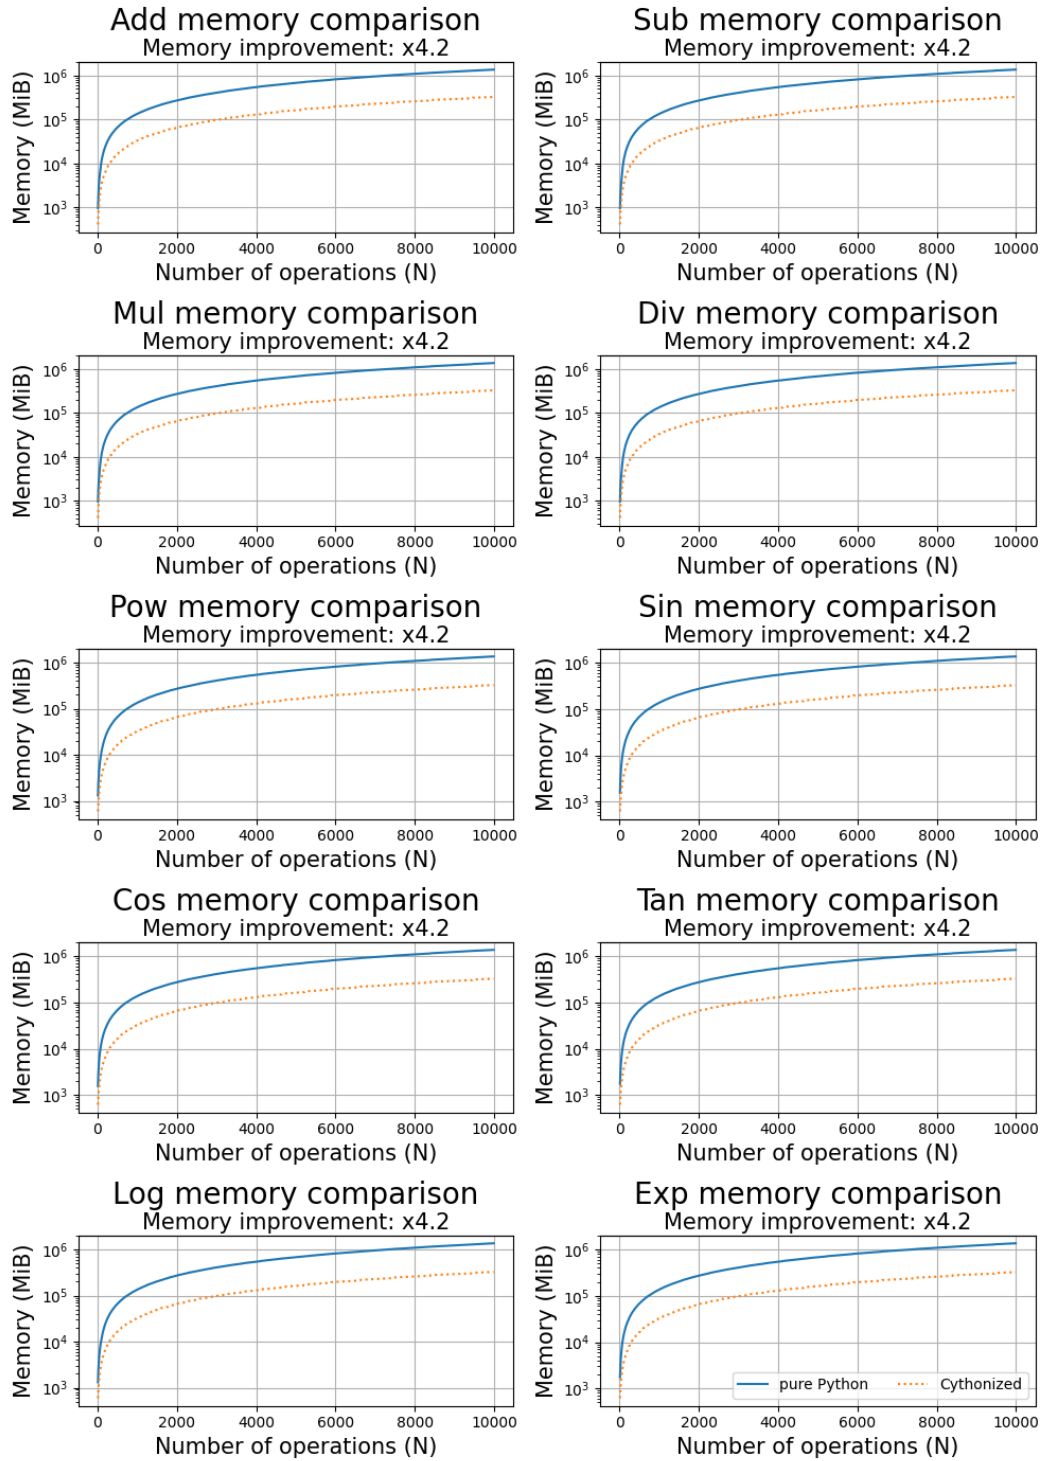 Add memory comparison
Memory improvement: x4.2
Memory (MiB)
10⁶
10⁵
10⁴
10³
0 2000 4000 6000 8000 10000
Number of operations (N)
Sub memory comparison
Memory improvement: x4.2
Memory (MiB)
10⁶
10⁵
10⁴
10³
0 2000 4000 6000 8000 10000
Number of operations (N)
Mul memory comparison
Memory improvement: x4.2
Memory (MiB)
10⁶
10⁵
10⁴
10³
0 2000 4000 6000 8000 10000
Number of operations (N)
Div memory comparison
Memory improvement: x4.2
Memory (MiB)
10⁶
10⁵
10⁴
10³
0 2000 4000 6000 8000 10000
Number of operations (N)
Pow memory comparison
Memory improvement: x4.2
Memory (MiB)
10⁶
10⁵
10⁴
10³
0 2000 4000 6000 8000 10000
Number of operations (N)
Sin memory comparison
Memory improvement: x4.2
Memory (MiB)
10⁶
10⁵
10⁴
10³
0 2000 4000 6000 8000 10000
Number of operations (N)
Cos memory comparison
Memory improvement: x4.2
Memory (MiB)
10⁶
10⁵
10⁴
10³
0 2000 4000 6000 8000 10000
Number of operations (N)
Tan memory comparison
Memory improvement: x4.2
Memory (MiB)
10⁶
10⁵
10⁴
10³
0 2000 4000 6000 8000 10000
Number of operations (N)
Log memory comparison
Memory improvement: x4.2
Memory (MiB)
10⁶
10⁵
10⁴
10³
0 2000 4000 6000 8000 10000
Number of operations (N)
Exp memory comparison
Memory improvement: x4.2
Memory (MiB)
10⁶
10⁵
10⁴
10³
pure Python Cythonized
0 2000 4000 6000 8000 10000
Number of operations (N)